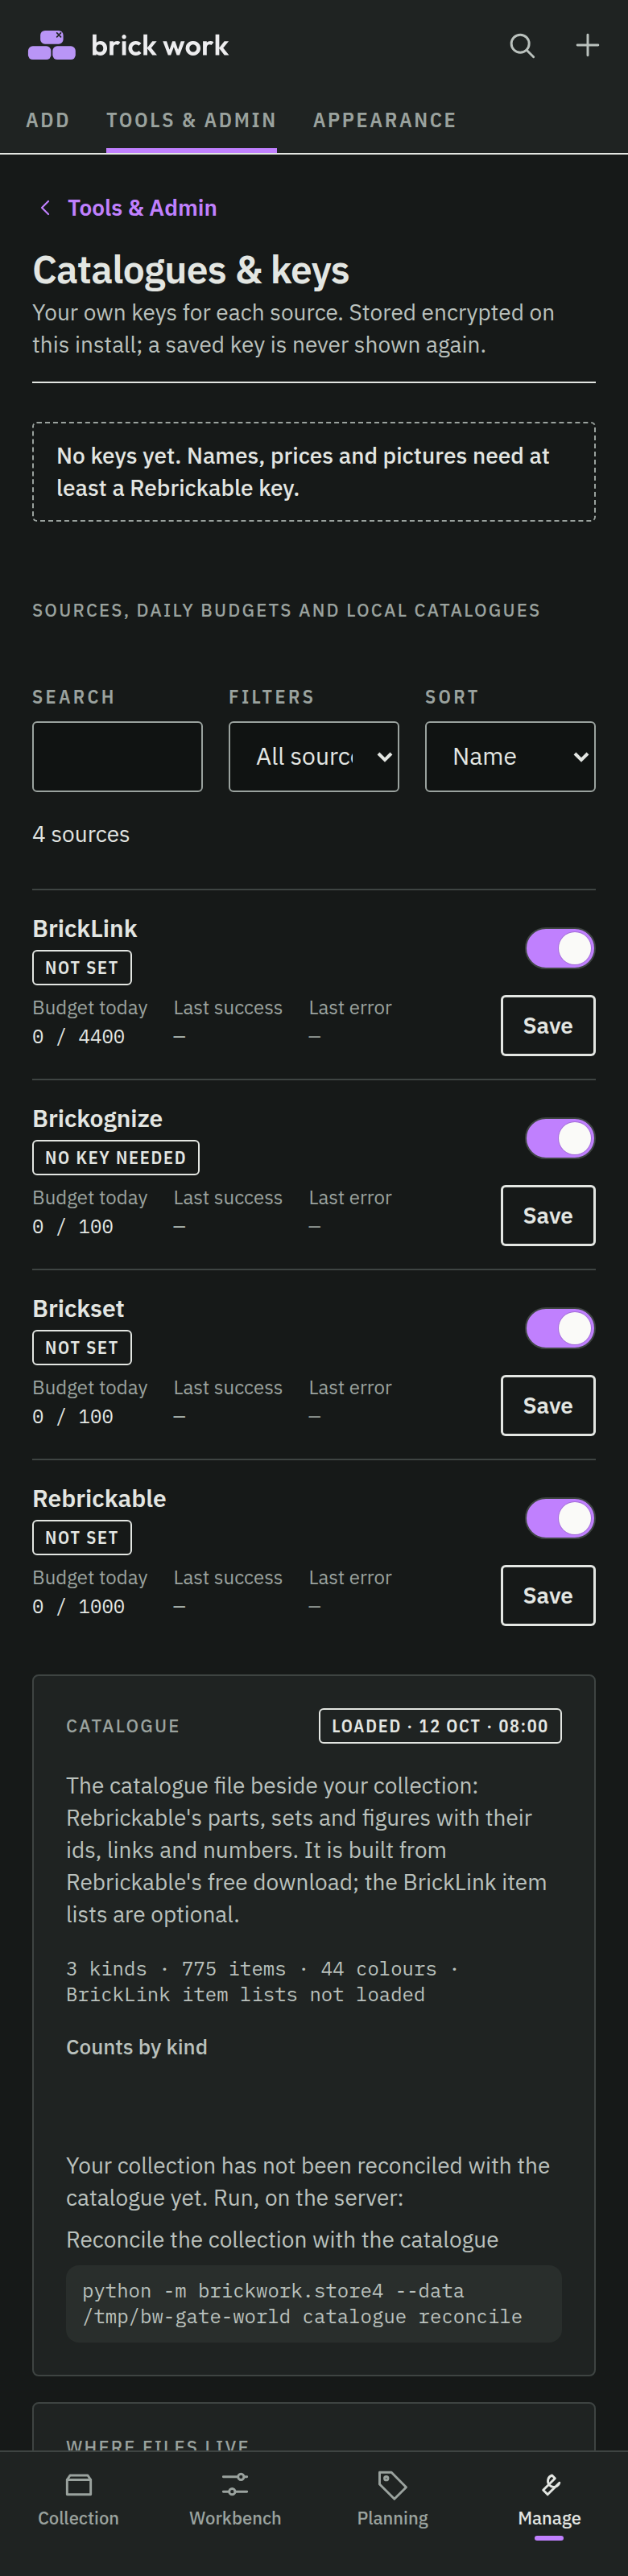 brick work
ADD TOOLS & ADMIN APPEARANCE
Tools & Admin
Catalogues & keys
Your own keys for each source. Stored encrypted on
this install; a saved key is never shown again.
No keys yet. Names, prices and pictures need at
least a Rebrickable key.
SOURCES, DAILY BUDGETS AND LOCAL CATALOGUES
SEARCH FILTERS SORT
All sourc Name
4 sources
BrickLink
NOT SET
Budget today Last success Last error
0 / 4400 — —
Save
Brickognize
NO KEY NEEDED
Budget today Last success Last error
0 / 100 — —
Save
Brickset
NOT SET
Budget today Last success Last error
0 / 100 — —
Save
Rebrickable
NOT SET
Budget today Last success Last error
0 / 1000 — —
Save
CATALOGUE LOADED · 12 OCT · 08:00
The catalogue file beside your collection:
Rebrickable's parts, sets and figures with their
ids, links and numbers. It is built from
Rebrickable's free download; the BrickLink item
lists are optional.
3 kinds · 775 items · 44 colours ·
BrickLink item lists not loaded
Counts by kind
Your collection has not been reconciled with the
catalogue yet. Run, on the server:
Reconcile the collection with the catalogue
python -m brickwork.store4 --data
/tmp/bw-gate-world catalogue reconcile
WHERE FILES LIVE
Collection Workbench Planning Manage